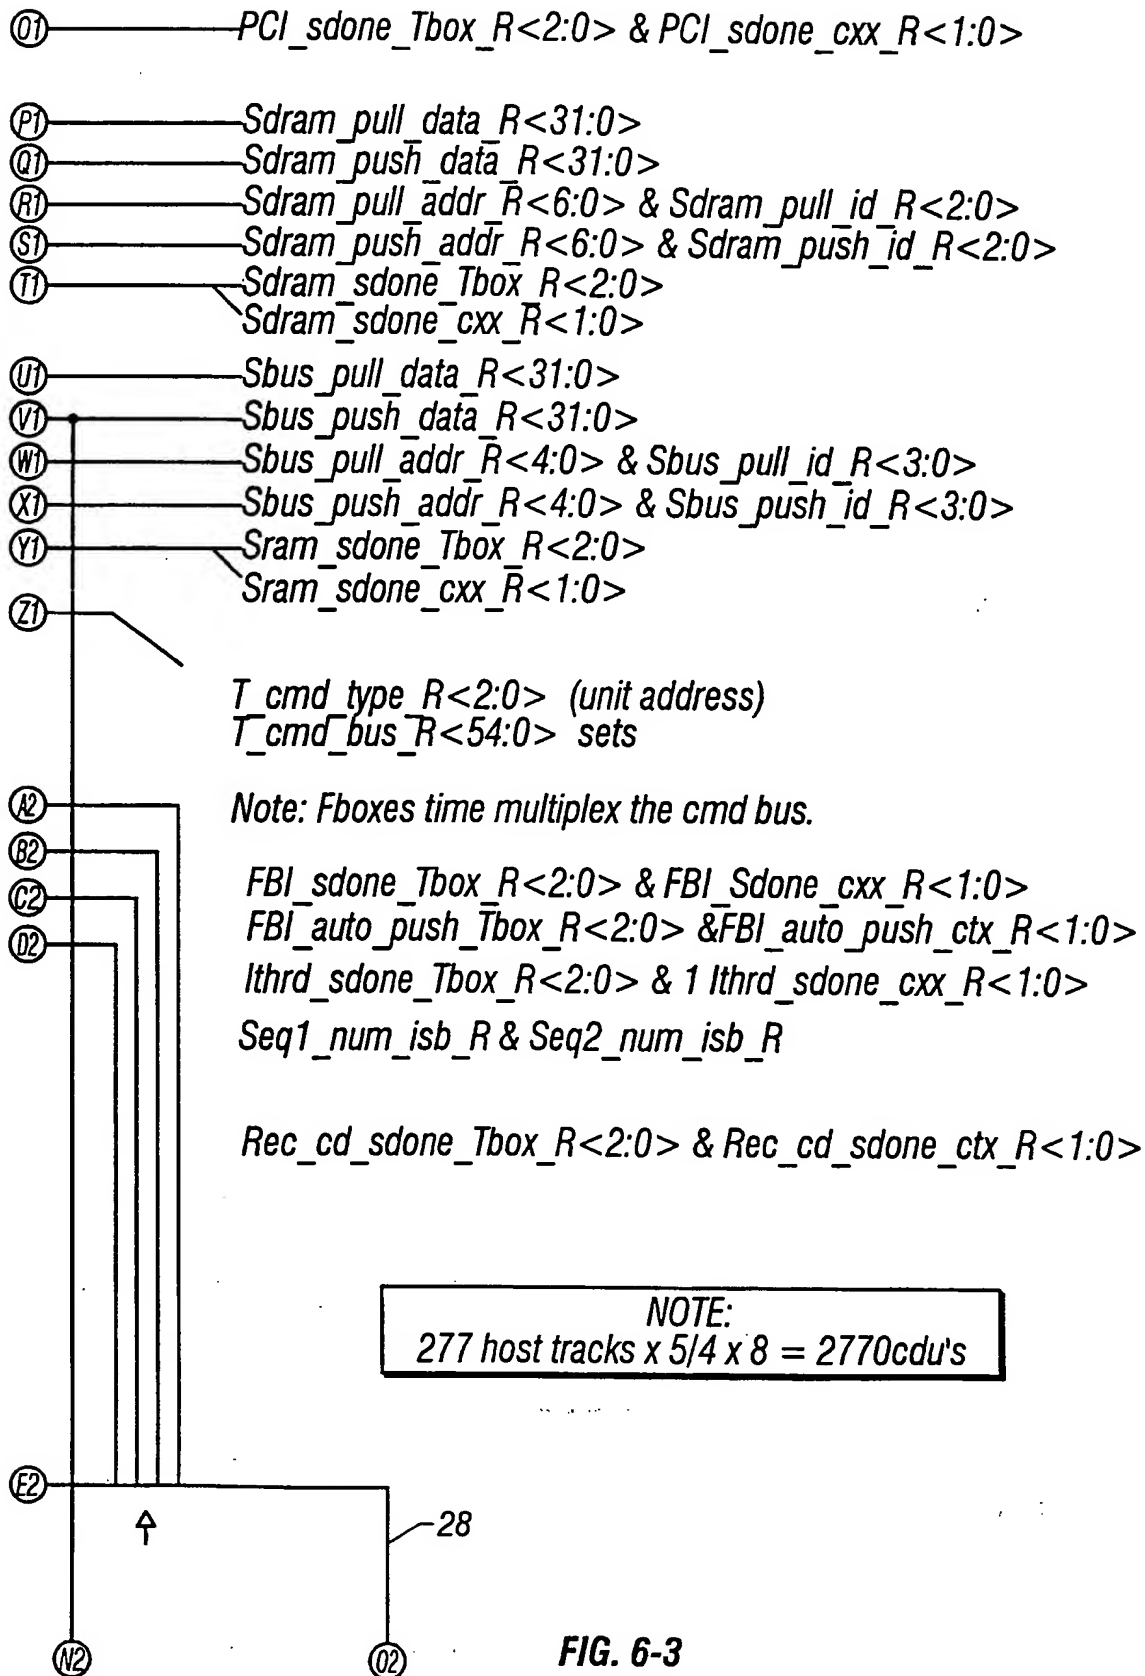 O1 PCI_sdone_Tbox_R<2:0> & PCI_sdone_cxx_R<1:0>
P1 Sdram_pull_data_R<31:0>
Q1 Sdram_push_data_R<31:0>
R1 Sdram_pull_addr_R<6:0> & Sdram_pull_id_R<2:0>
S1 Sdram_push_addr_R<6:0> & Sdram_push_id_R<2:0>
T1 Sdram_sdone_Tbox_R<2:0>
Sdram_sdone_cxx_R<1:0>
U1 Sbus_pull_data_R<31:0>
V1 Sbus_push_data_R<31:0>
W1 Sbus_pull_addr_R<4:0> & Sbus_pull_id_R<3:0>
X1 Sbus_push_addr_R<4:0> & Sbus_push_id_R<3:0>
Y1 Sram_sdone_Tbox_R<2:0>
Sram_sdone_cxx_R<1:0>
Z1
T_cmd_type_R<2:0> (unit address)
T_cmd_bus_R<54:0> sets
A2 Note: Fboxes time multiplex the cmd bus.
B2
C2 FBI_sdone_Tbox_R<2:0> & FBI_Sdone_cxx_R<1:0>
D2 FBI_auto_push_Tbox_R<2:0> &FBI_auto_push_ctx_R<1:0>
Ithrd_sdone_Tbox_R<2:0> & 1 Ithrd_sdone_cxx_R<1:0>
Seq1_num_isb_R & Seq2_num_isb_R
Rec_cd_sdone_Tbox_R<2:0> & Rec_cd_sdone_ctx_R<1:0>
NOTE:
277 host tracks x 5/4 x 8 = 2770cdu's
E2
28
N2 O2
FIG. 6-3